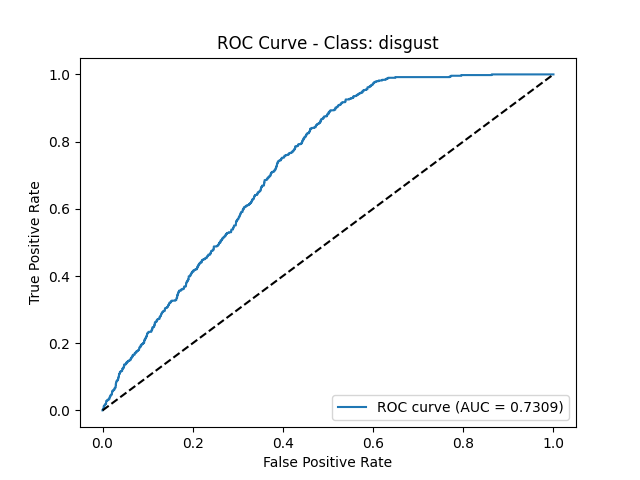 ROC Curve - Class: disgust
True Positive Rate
1.0
0.8
0.6
0.4
0.2
0.0
ROC curve (AUC = 0.7309)
0.0 0.2 0.4 0.6 0.8 1.0
False Positive Rate